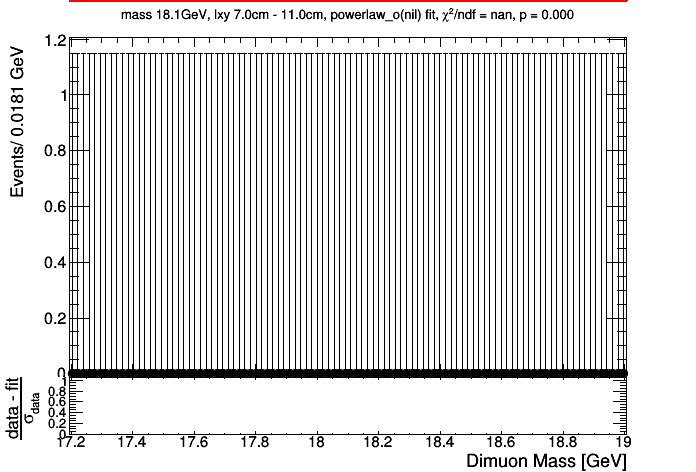 mass 18.1GeV, lxy 7.0cm - 11.0cm, powerlaw_o(nil) fit, χ²/ndf = nan, p = 0.000
Events/ 0.0181 GeV
1.2
1
0.8
0.6
0.4
0.2
0
data - fit
σdata
1
0.8
0.6
0.4
0.2
0
17.2 17.4 17.6 17.8 18 18.2 18.4 18.6 18.8 19
Dimuon Mass [GeV]